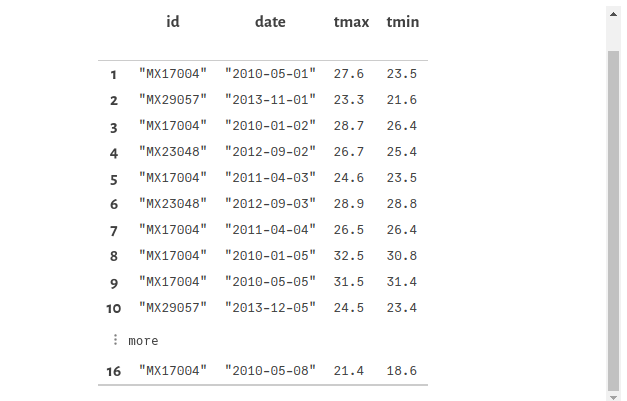 id date tmax tmin
1 "MX17004" "2010-05-01" 27.6 23.5
2 "MX29057" "2013-11-01" 23.3 21.6
3 "MX17004" "2010-01-02" 28.7 26.4
4 "MX23048" "2012-09-02" 26.7 25.4
5 "MX17004" "2011-04-03" 24.6 23.5
6 "MX23048" "2012-09-03" 28.9 28.8
7 "MX17004" "2011-04-04" 26.5 26.4
8 "MX17004" "2010-01-05" 32.5 30.8
9 "MX17004" "2010-05-05" 31.5 31.4
10 "MX29057" "2013-12-05" 24.5 23.4
⋮ more
16 "MX17004" "2010-05-08" 21.4 18.6